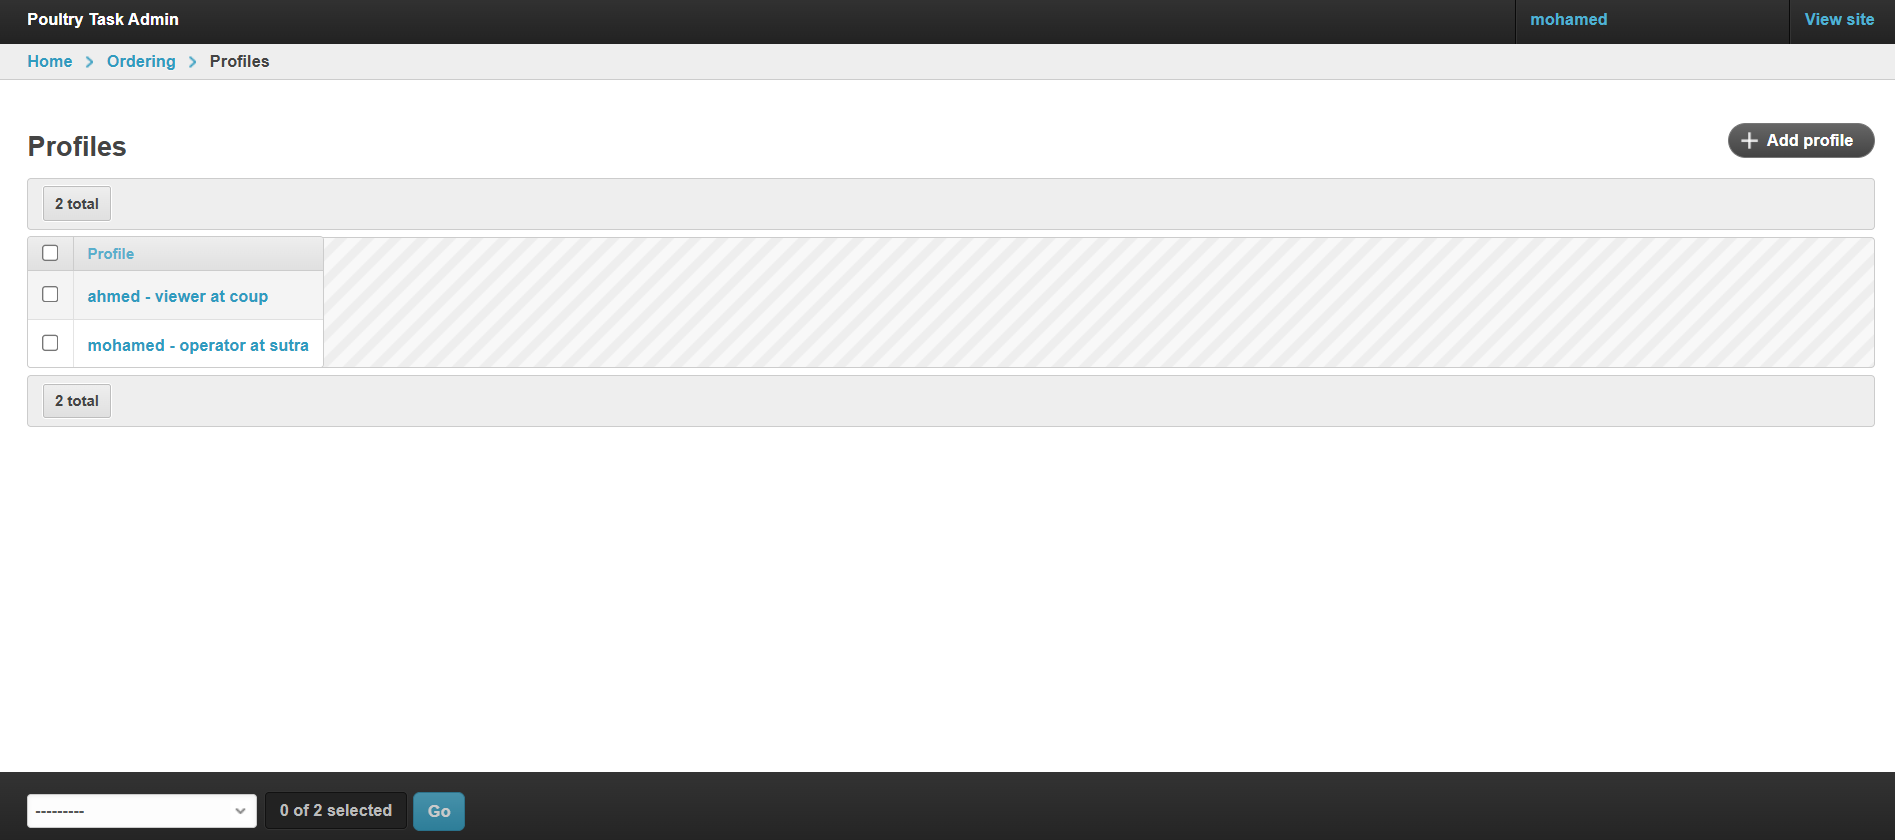 Poultry Task Admin
mohamed
View site
Home > Ordering > Profiles
Profiles
+ Add profile
2 total
Profile
ahmed - viewer at coup
mohamed - operator at sutra
2 total
---------
0 of 2 selected
Go